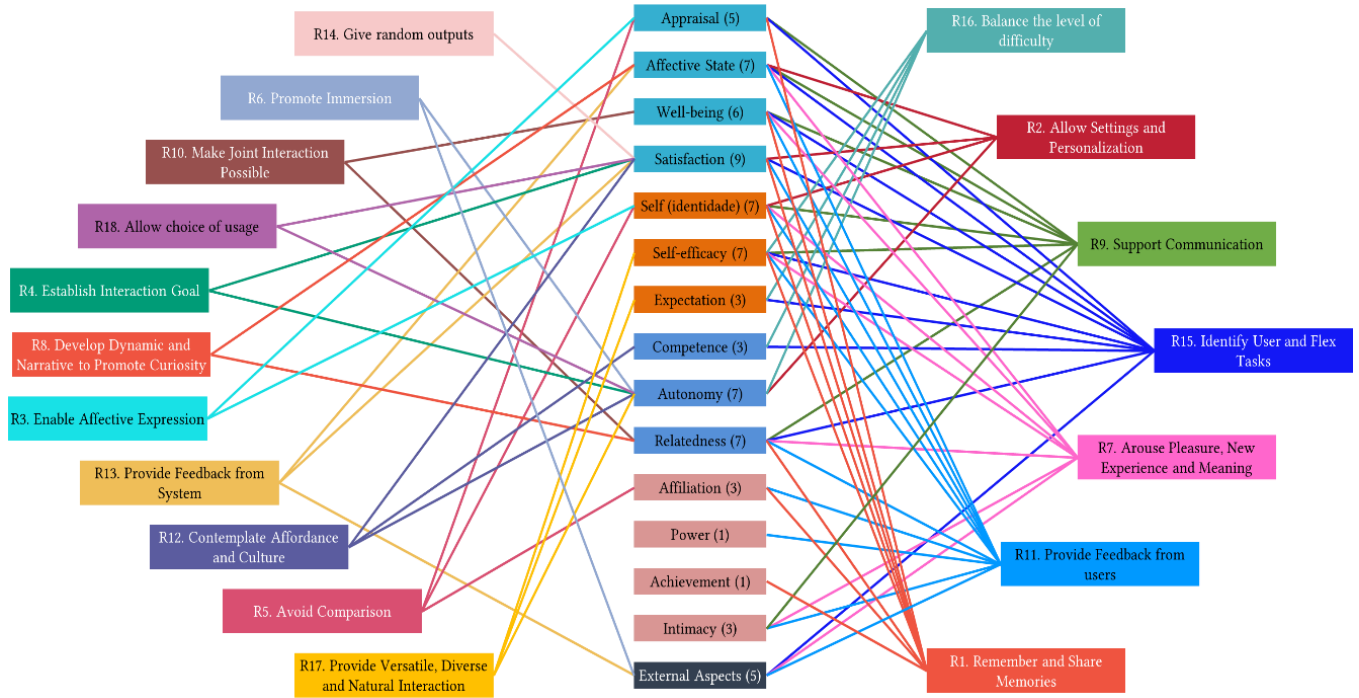 R14. Give random outputs
R6. Promote Immersion
R10. Make Joint Interaction
Possible
R18. Allow choice of usage
R4. Establish Interaction Goal
R8. Develop Dynamic and
Narrative to Promote Curiosity
R3. Enable Affective Expression
R13. Provide Feedback from
System
R12. Contemplate Affordance
and Culture
R5. Avoid Comparison
R17. Provide Versatile, Diverse
and Natural Interaction
Appraisal (5)
Affective State (7)
Well-being (6)
Satisfaction (9)
Self (identidade) (7)
Self-efficacy (7)
Expectation (3)
Competence (3)
Autonomy (7)
Relatedness (7)
Affiliation (3)
Power (1)
Achievement (1)
Intimacy (3)
External Aspects (5)
R16. Balance the level of
difficulty
R2. Allow Settings and
Personalization
R9. Support Communication
R15. Identify User and Flex
Tasks
R7. Arouse Pleasure, New
Experience and Meaning
R11. Provide Feedback from
users
R1. Remember and Share
Memories